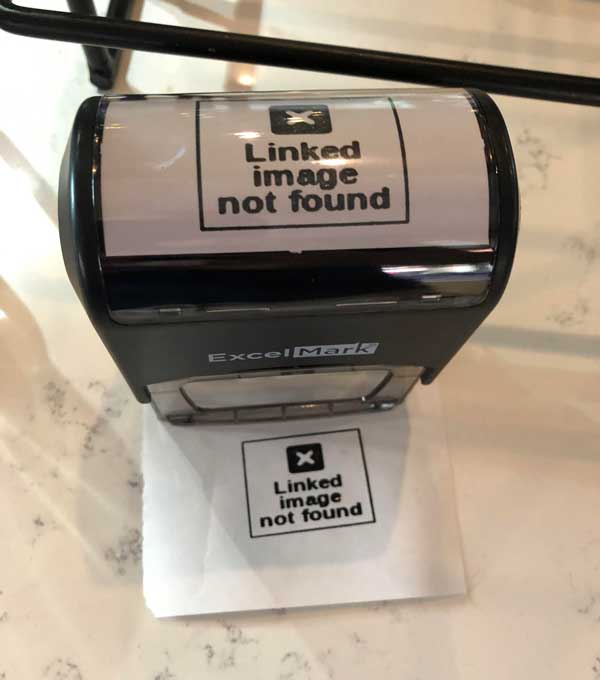 Linked
image
not found
ExcelMark
Linked
image
not found